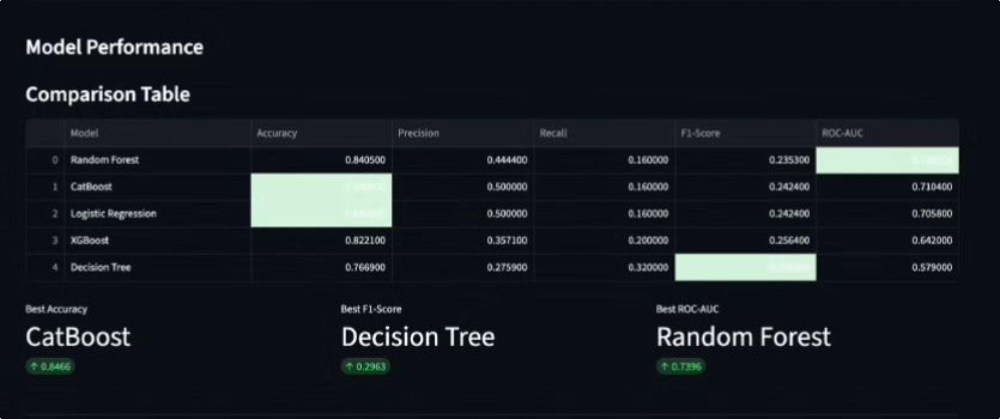 Model Performance
Comparison Table
Model Accuracy Precision Recall F1-Score ROC-AUC
0 Random Forest 0.840500 0.444400 0.160000 0.235300
1 CatBoost 0.500000 0.160000 0.242400 0.710400
2 Logistic Regression 0.500000 0.160000 0.242400 0.705800
3 XGBoost 0.822100 0.357100 0.200000 0.256400 0.642000
4 Decision Tree 0.766900 0.275900 0.320000 0.579000
Best Accuracy Best F1-Score Best ROC-AUC
CatBoost Decision Tree Random Forest
↑ 0.8466 ↑ 0.2963 ↑ 0.7396